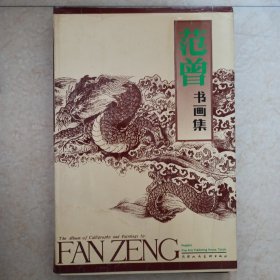 范曾
书画集
The Album of Calligraphy and Paintings by
FAN ZENG